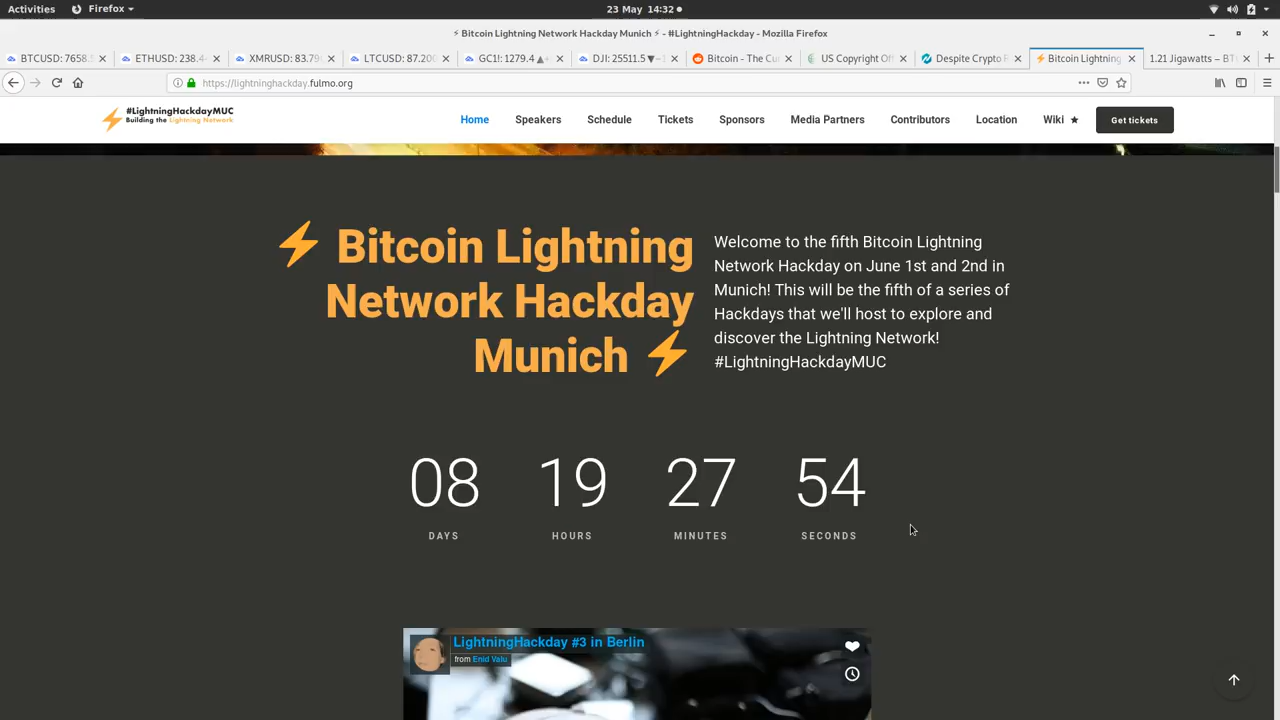 Activities Firefox 23 May 14:32
⚡ Bitcoin Lightning Network Hackday Munich ⚡ - #LightningHackday - Mozilla Firefox
BTCUSD: 7658. ETHUSD: 238.4 XMRUSD: 83.79 LTCUSD: 87.20 GC1!: 1279.4 ▲ DJI: 25511.5 ▼ Bitcoin - The Cu US Copyright Of Despite Crypto Bitcoin Lightning 1.21 Jigawatts –
https://lightninghackday.fulmo.org
#LightningHackdayMUC
Building the Lightning Network
Home Speakers Schedule Tickets Sponsors Media Partners Contributors Location Wiki ★ Get tickets
⚡ Bitcoin Lightning
Network Hackday
Munich ⚡
Welcome to the fifth Bitcoin Lightning
Network Hackday on June 1st and 2nd in
Munich! This will be the fifth of a series of
Hackdays that we'll host to explore and
discover the Lightning Network!
#LightningHackdayMUC
08 19 27 54
DAYS HOURS MINUTES SECONDS
LightningHackday #3 in Berlin
from Enid Valu